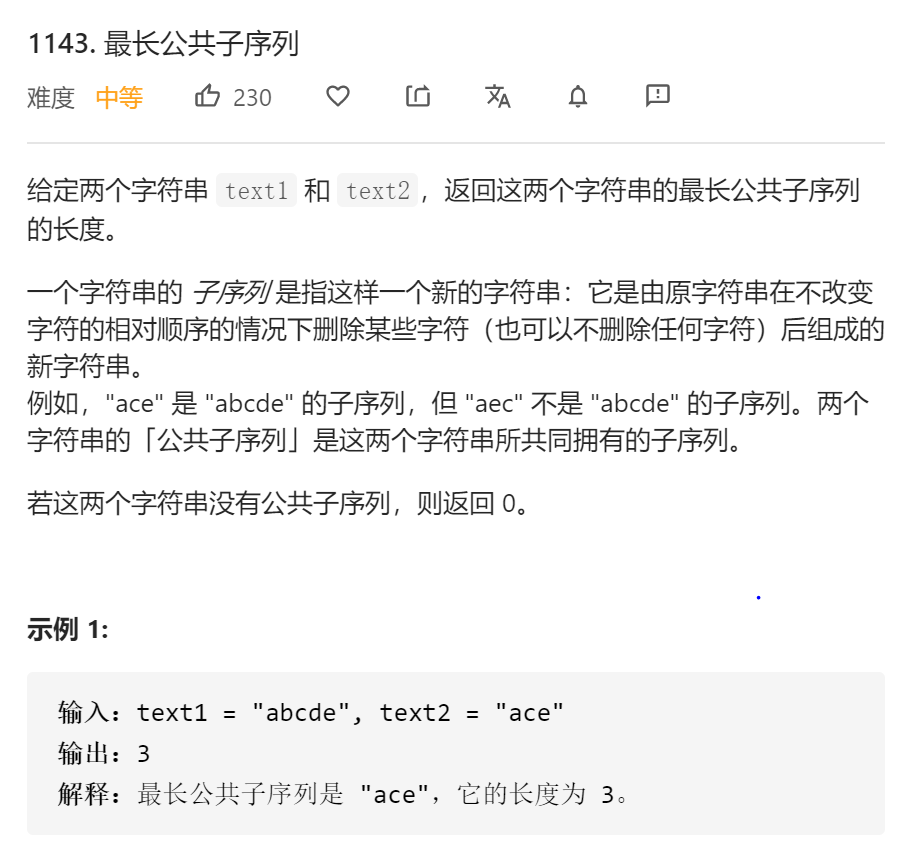 1143. 最长公共子序列
难度 中等 230
给定两个字符串 text1 和 text2，返回这两个字符串的最长公共子序列
的长度。
一个字符串的 子序列 是指这样一个新的字符串：它是由原字符串在不改变
字符的相对顺序的情况下删除某些字符（也可以不删除任何字符）后组成的
新字符串。
例如，"ace" 是 "abcde" 的子序列，但 "aec" 不是 "abcde" 的子序列。两个
字符串的「公共子序列」是这两个字符串所共同拥有的子序列。
若这两个字符串没有公共子序列，则返回 0。
示例 1:
输入：text1 = "abcde", text2 = "ace"
输出：3
解释：最长公共子序列是 "ace"，它的长度为 3。